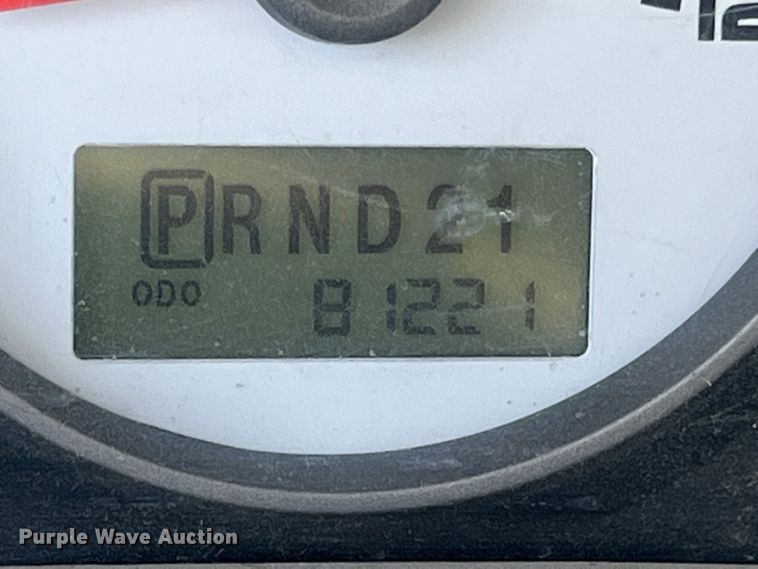 PRND21
ODO 81221
Purple Wave Auction